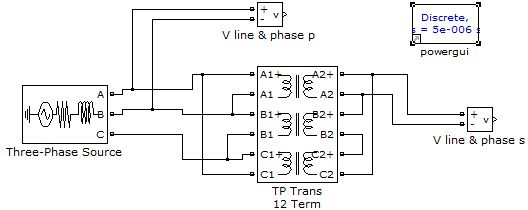 +
-
v
V line & phase p
Discrete,
s = 5e-006 s
powergui
A
B
C
Three-Phase Source
A1+ A2+
A1 A2
B1+ B2+
B1 B2
C1+ C2+
C1 C2
TP Trans
12 Term
+
-
v
V line & phase s